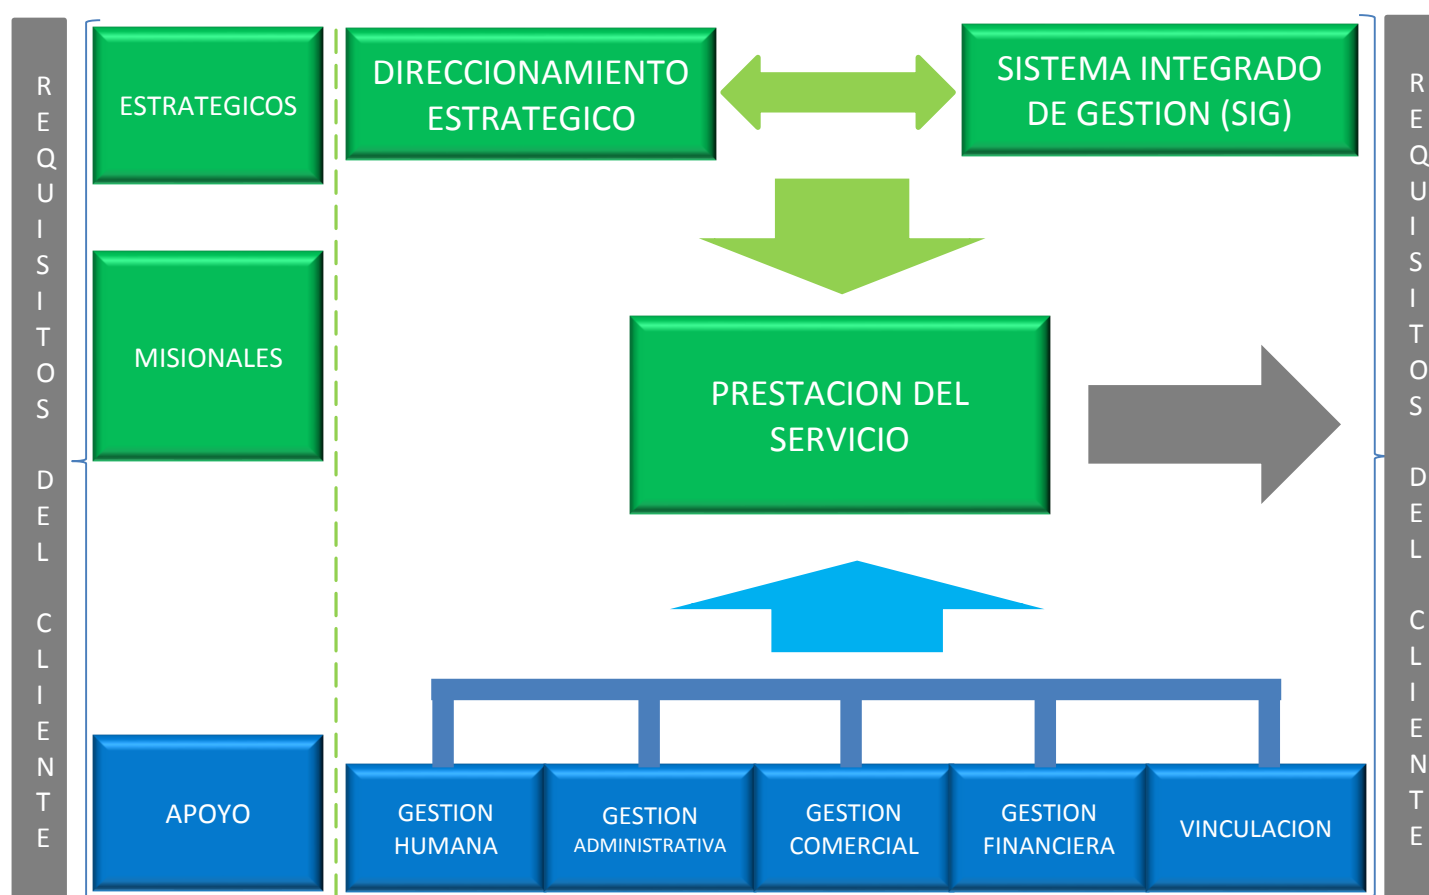 REQUISITOS DEL CLIENTE
ESTRATEGICOS
DIRECCIONAMIENTO
ESTRATEGICO
SISTEMA INTEGRADO
DE GESTION (SIG)
MISIONALES
PRESTACION DEL
SERVICIO
APOYO
GESTION
HUMANA
GESTION
ADMINISTRATIVA
GESTION
COMERCIAL
GESTION
FINANCIERA
VINCULACION
REQUISITOS DEL CLIENTE